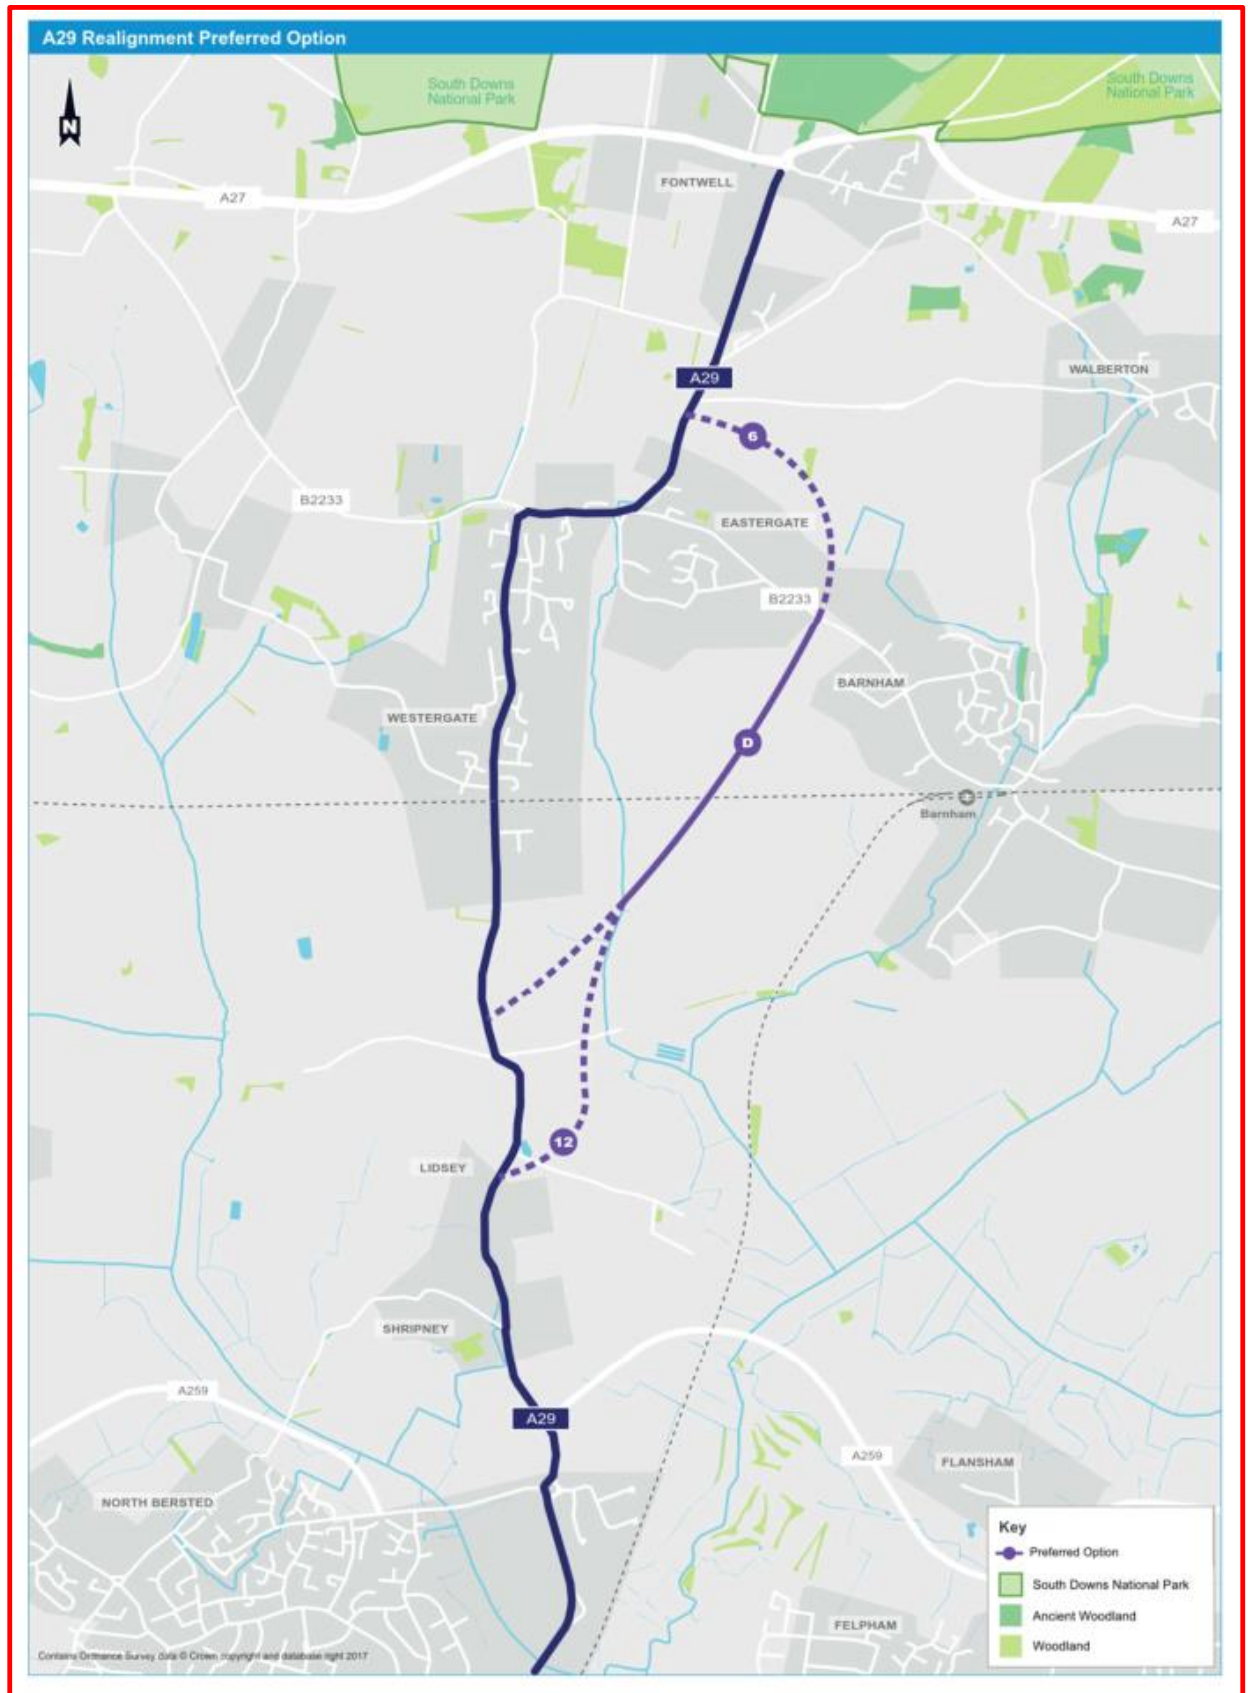 A29 Realignment Preferred Option
South Downs
National Park
South Downs
National Park
N
FONTWELL
A27
A27
WALBERTON
A29
6
B2233
EASTERGATE
B2233
BARNHAM
WESTERGATE
D
Barnham
12
LIDSEY
SHRIPNEY
A259
A29
A259
FLANSHAM
NORTH BERSTED
Key
Preferred Option
South Downs National Park
Ancient Woodland
Woodland
FELPHAM
Contains Ordnance Survey data © Crown copyright and database right 2017